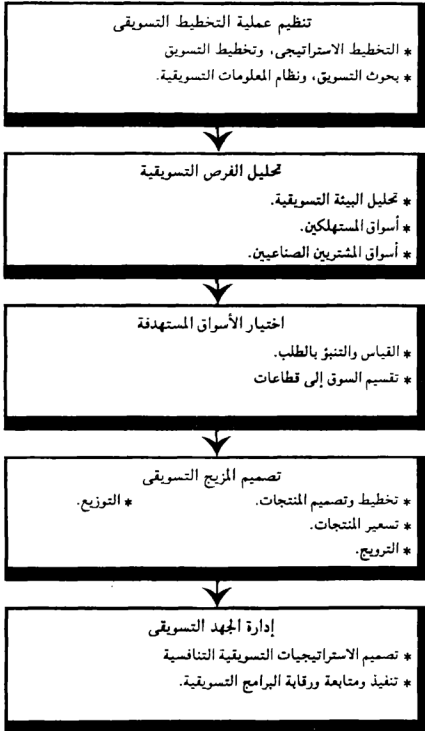 تنظيم عملية التخطيط التسويقى
* التخطيط الاستراتيجى، وتخطيط التسويق
* بحوث التسويق، ونظام المعلومات التسويقية.
تحليل الفرص التسويقية
* تحليل البيئة التسويقية.
* أسواق المستهلكين.
* أسواق المشتريين الصناعيين.
اختيار الأسواق المستهدفة
* القياس والتنبؤ بالطلب.
* تقسيم السوق إلى قطاعات
تصميم المزيج التسويقى
* تخطيط وتصميم المنتجات. * التوزيع.
* تسعير المنتجات.
* الترويج.
إدارة الجهد التسويقى
* تصميم الاستراتيجيات التسويقية التنافسية
* تنفيذ ومتابعة ورقابة البرامج التسويقية.